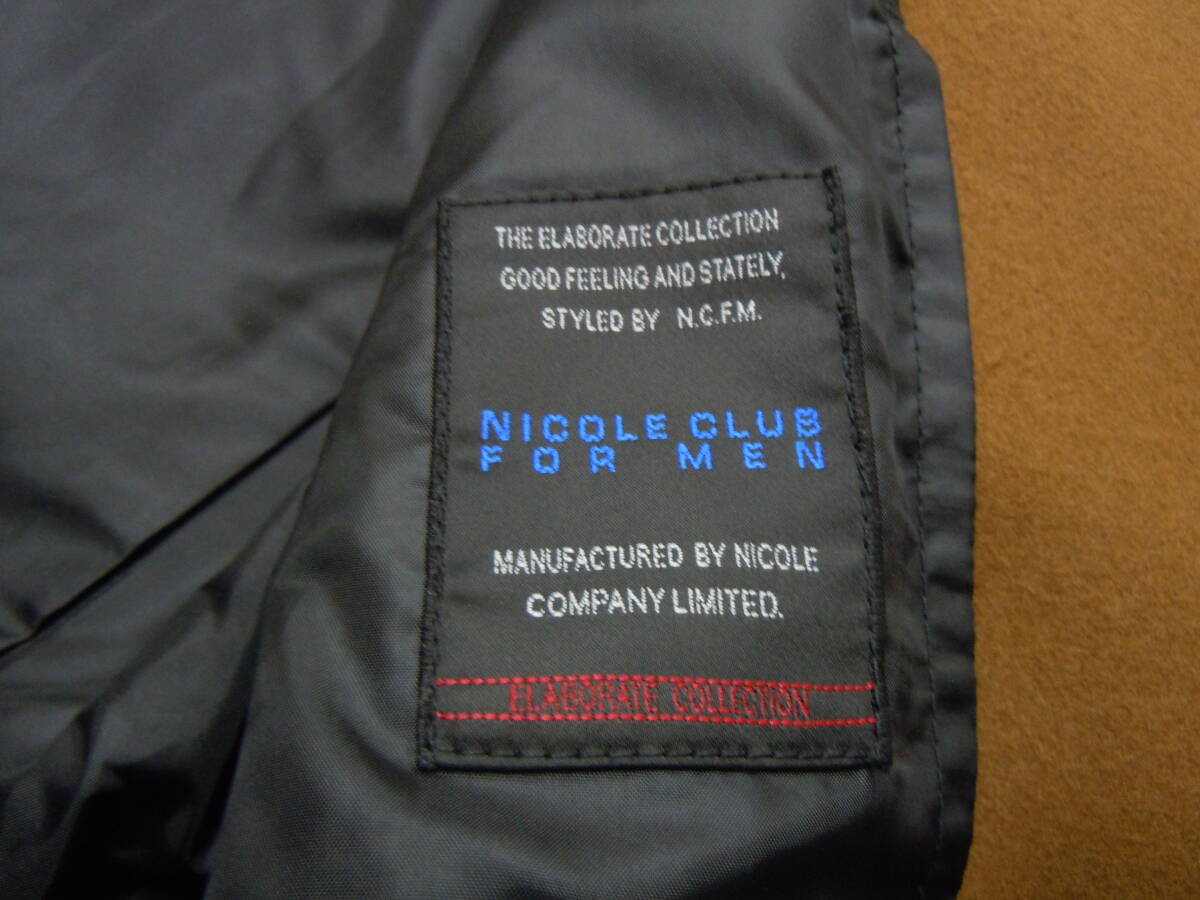 THE ELABORATE COLLECTION
GOOD FEELING AND STATELY,
STYLED BY N.C.F.M.
NICOLE CLUB
FOR MEN
MANUFACTURED BY NICOLE
COMPANY LIMITED.
ELABORATE COLLECTION